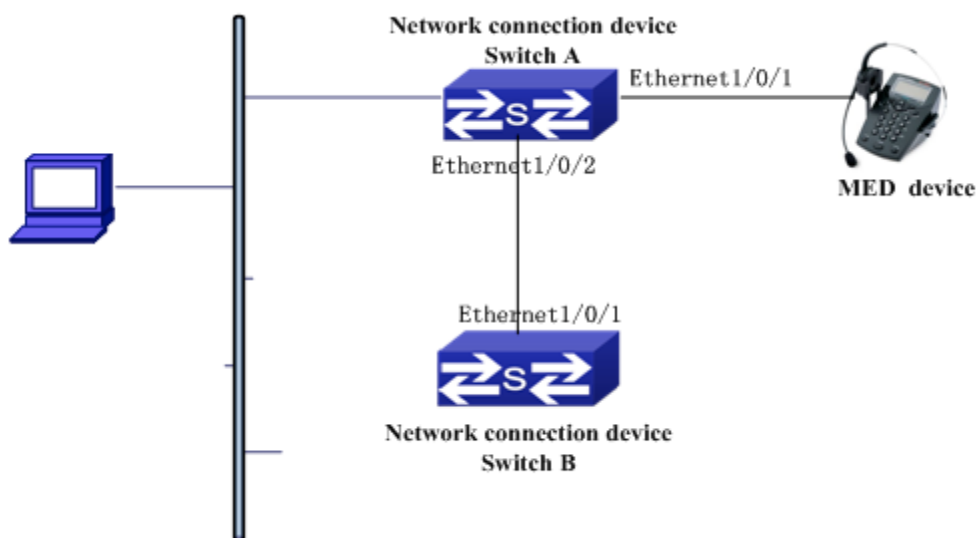 Network connection device
Switch A
Ethernet1/0/1
S
Ethernet1/0/2
MED device
Ethernet1/0/1
S
Network connection device
Switch B